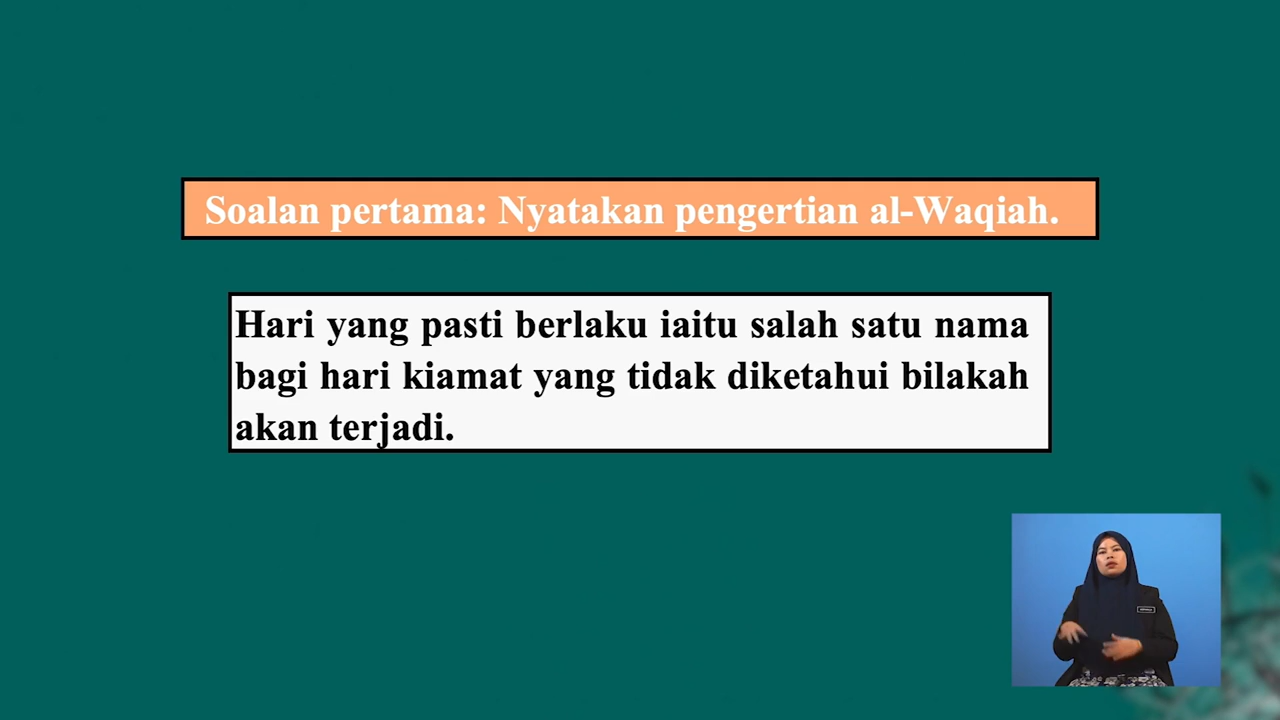 Soalan pertama: Nyatakan pengertian al-Waqiah.
Hari yang pasti berlaku iaitu salah satu nama
bagi hari kiamat yang tidak diketahui bilakah
akan terjadi.